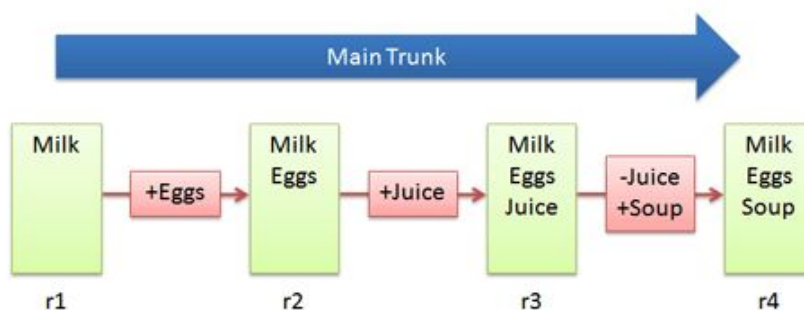 Main Trunk
Milk
+Eggs
Milk
Eggs
+Juice
Milk
Eggs
Juice
-Juice
+Soup
Milk
Eggs
Soup
r1
r2
r3
r4